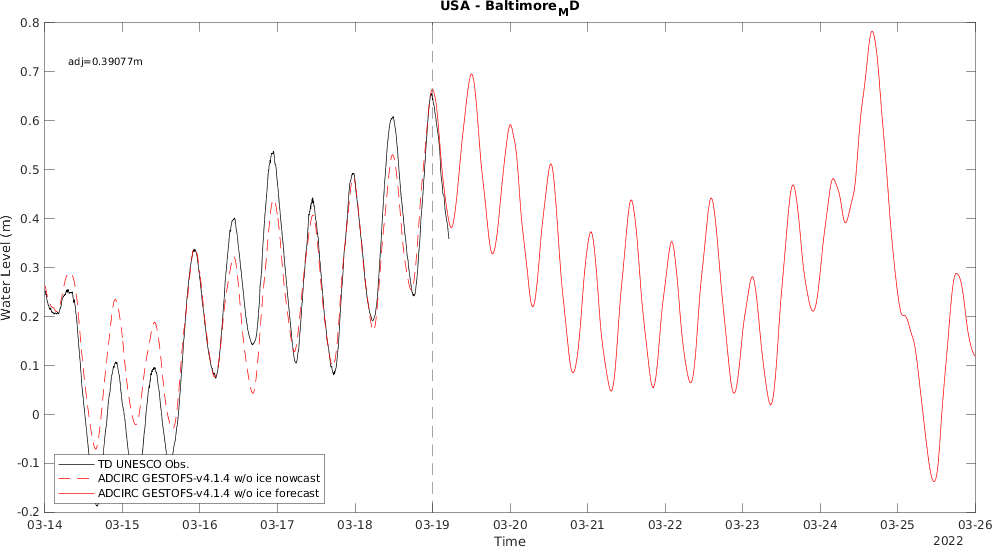 USA - Baltimore_MD
0.8
0.7
0.6
0.5
0.4
0.3
0.2
0.1
0
-0.1
-0.2
Water Level (m)
adj=0.39077m
TD UNESCO Obs.
ADCIRC GESTOFS-v4.1.4 w/o ice nowcast
ADCIRC GESTOFS-v4.1.4 w/o ice forecast
03-14 03-15 03-16 03-17 03-18 03-19 03-20 03-21 03-22 03-23 03-24 03-25 03-26
Time
2022